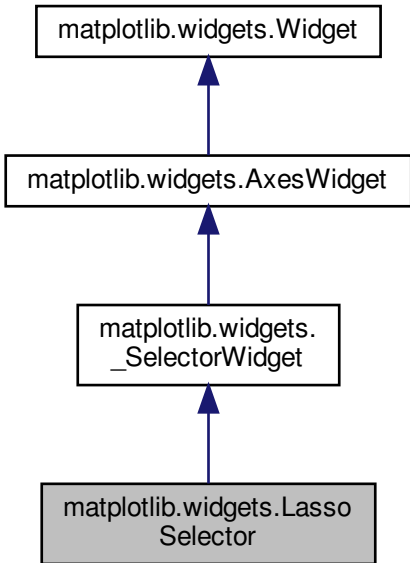 matplotlib.widgets.Widget
matplotlib.widgets.AxesWidget
matplotlib.widgets.
_SelectorWidget
matplotlib.widgets.Lasso
Selector